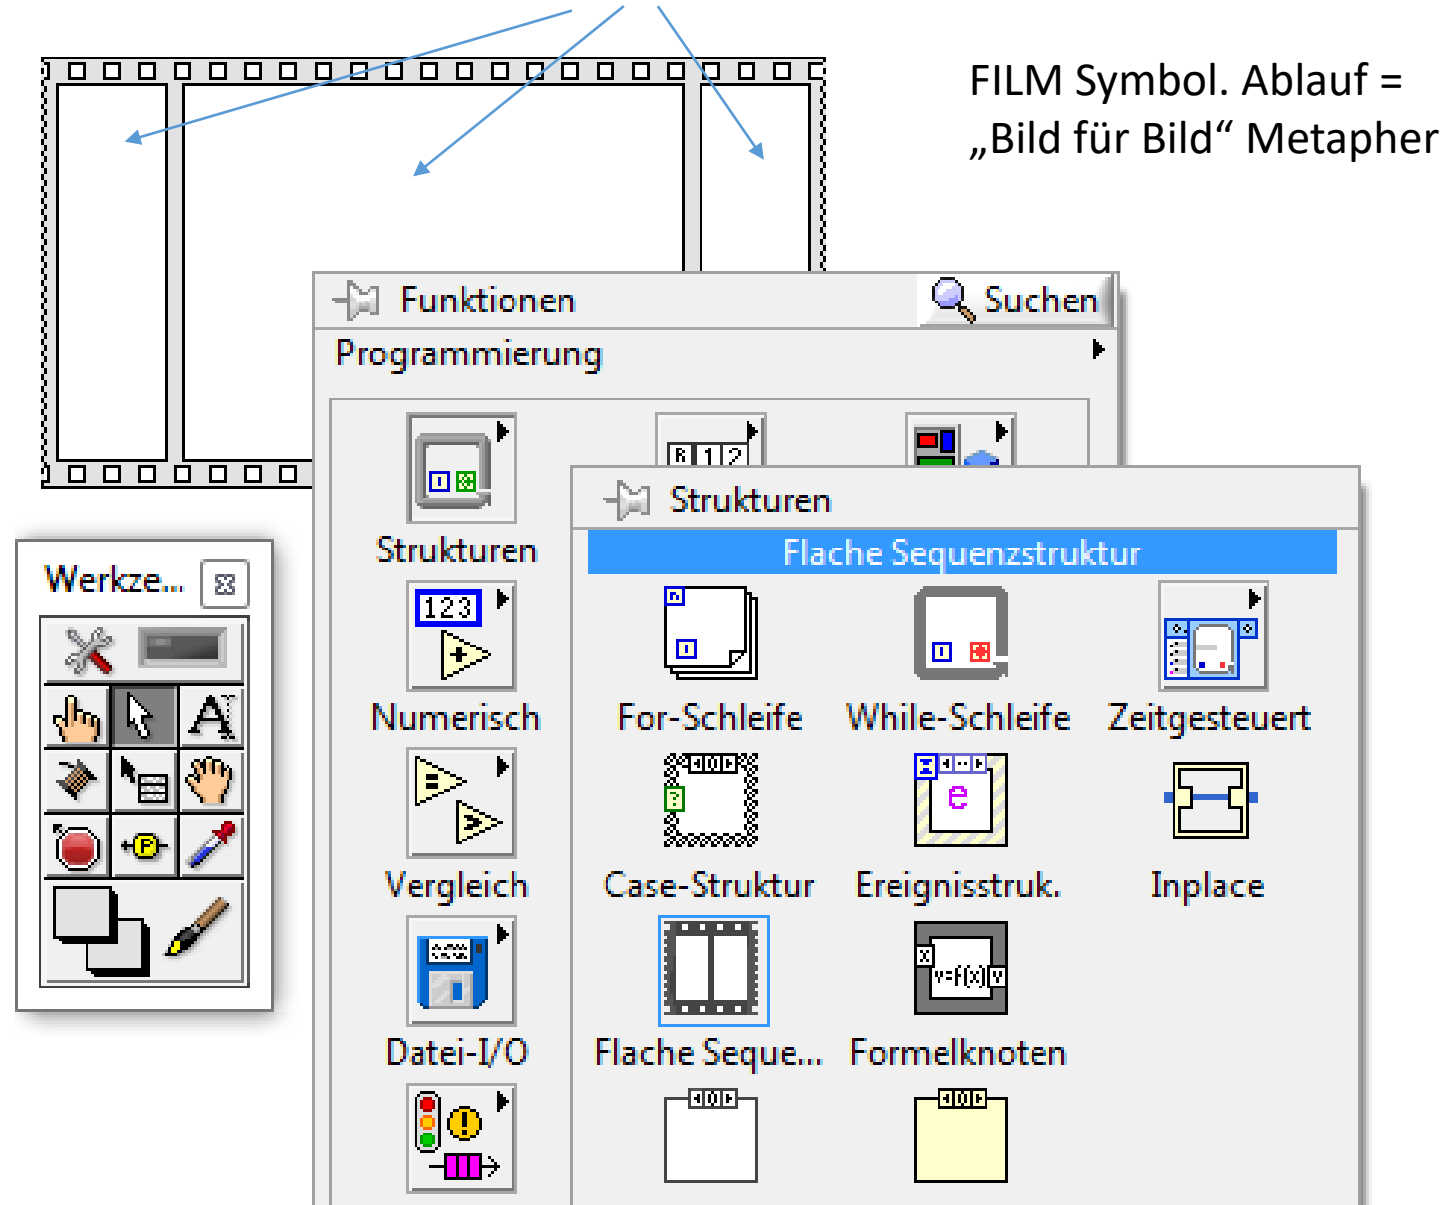 FILM Symbol. Ablauf =
„Bild für Bild“ Metapher
Funktionen
Suchen
Programmierung
Strukturen
Numerisch
123
Vergleich
Datei-I/O
Strukturen
Flache Sequenzstruktur
For-Schleife
While-Schleife
Zeitgesteuert
Case-Struktur
Ereignisstruk.
Inplace
Flache Seque...
Formelknoten
Werkze...